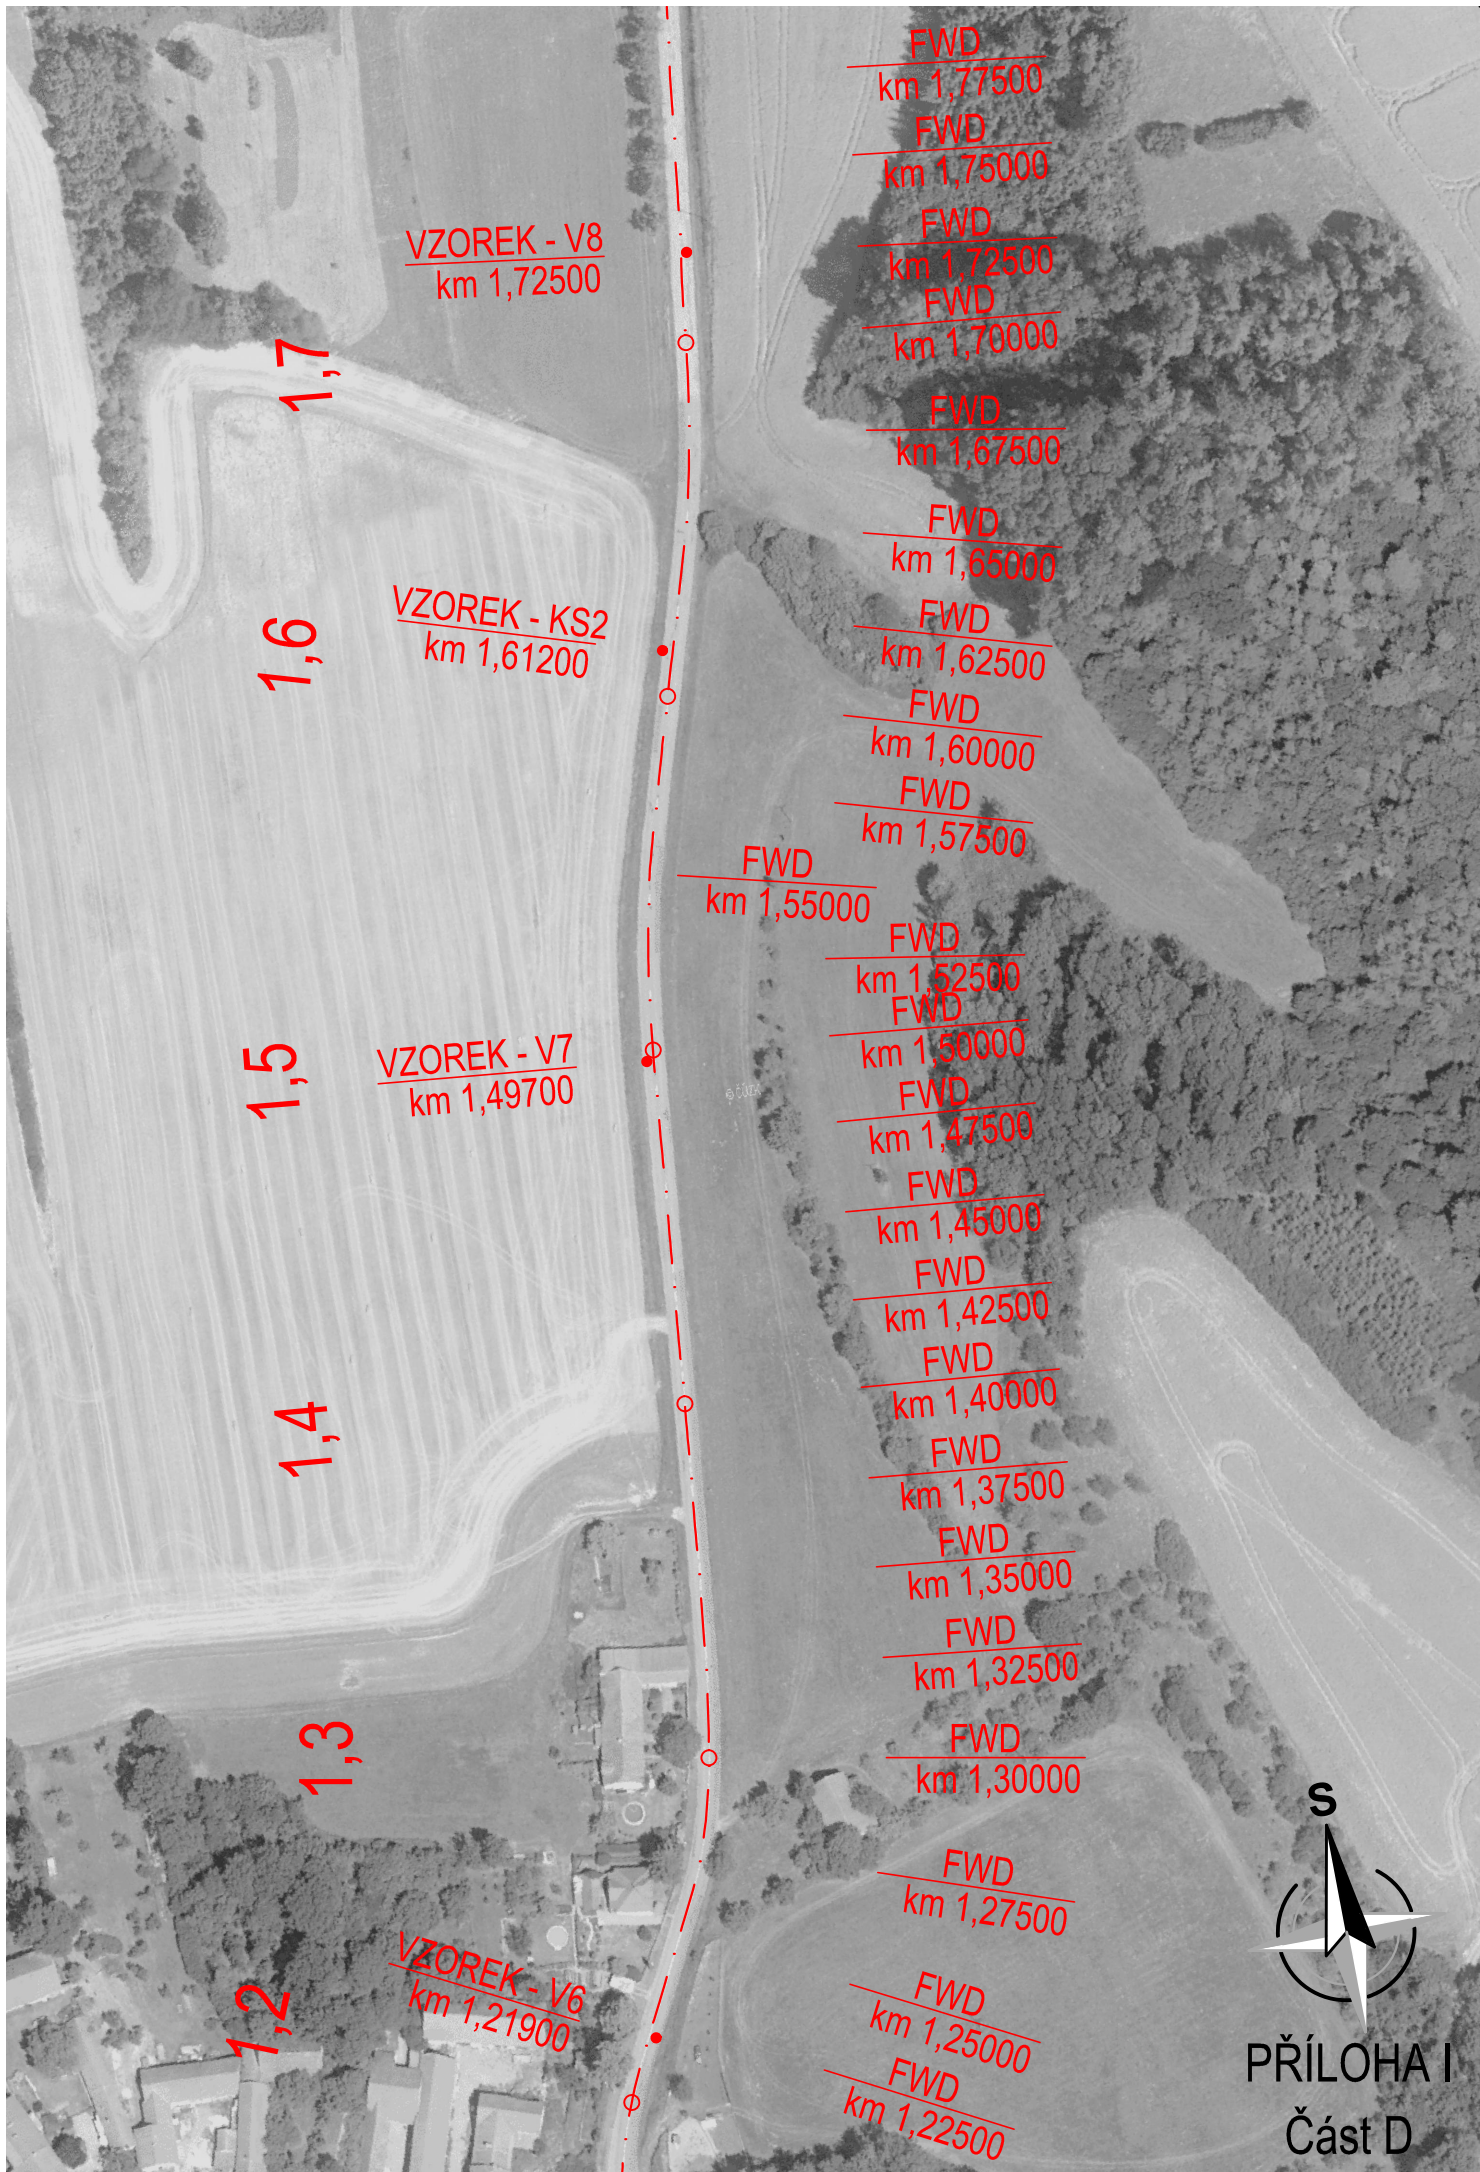 FWD
km 1,77500
FWD
km 1,75000
FWD
km 1,72500
VZOREK - V8
km 1,72500
FWD
km 1,70000
1,7
FWD
km 1,67500
FWD
km 1,65000
VZOREK - KS2
km 1,61200
FWD
km 1,62500
1,6
FWD
km 1,60000
FWD
km 1,57500
FWD
km 1,55000
FWD
km 1,52500
FWD
km 1,50000
VZOREK - V7
km 1,49700
1,5
FWD
km 1,47500
FWD
km 1,45000
FWD
km 1,42500
FWD
km 1,40000
1,4
FWD
km 1,37500
FWD
km 1,35000
FWD
km 1,32500
FWD
km 1,30000
1,3
S
FWD
km 1,27500
VZOREK - V6
km 1,21900
1,2
FWD
km 1,25000
FWD
km 1,22500
PŘÍLOHA I
Část D